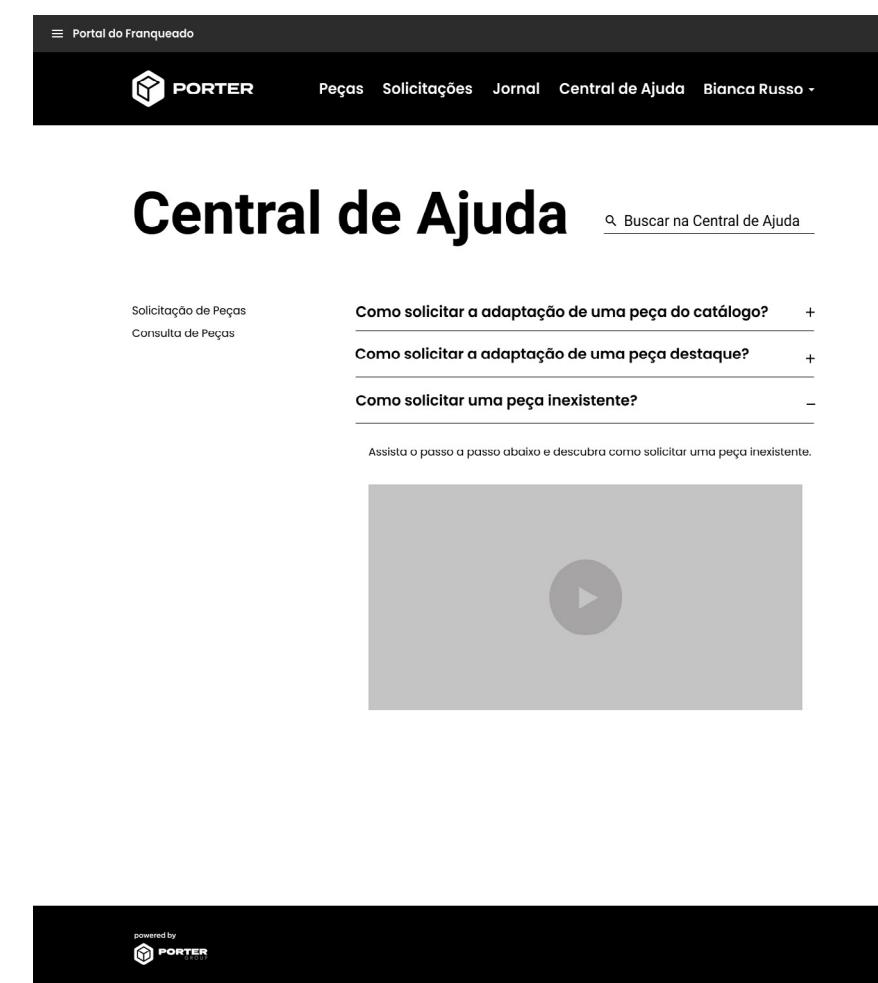 Portal do Franqueado
PORTER Peças Solicitações Jornal Central de Ajuda Bianca Russo
Central de Ajuda
Buscar na Central de Ajuda
Solicitação de Peças
Consulta de Peças
Como solicitar a adaptação de uma peça do catálogo?
Como solicitar a adaptação de uma peça destaque?
Como solicitar uma peça inexistente?
Assista o passo a passo abaixo e descubra como solicitar uma peça inexistente.
powered by
PORTER
GROUP